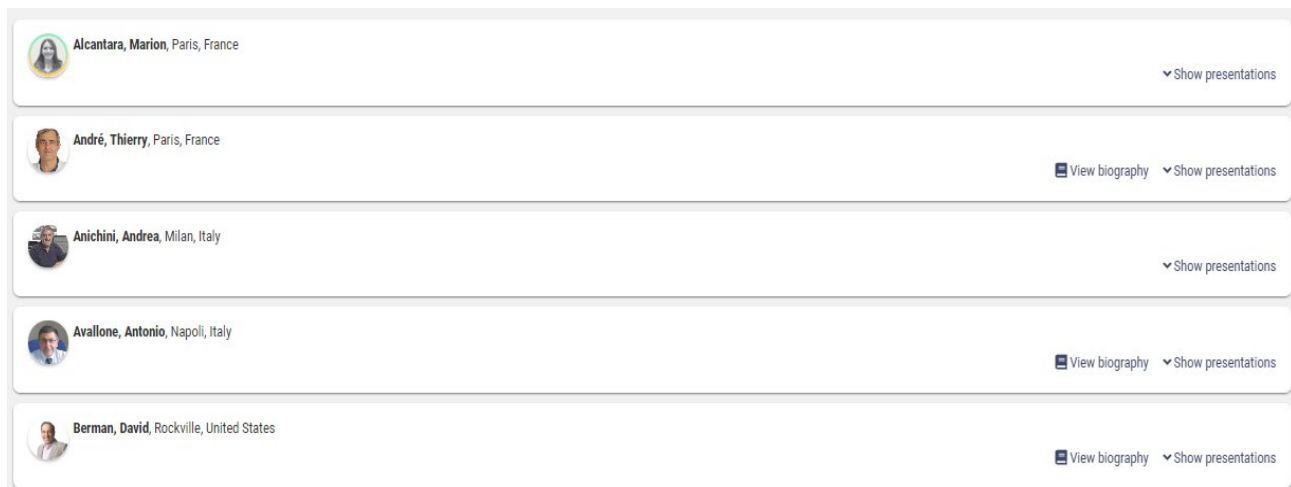 Alcantara, Marion, Paris, France
Show presentations
André, Thierry, Paris, France
View biography Show presentations
Anichini, Andrea, Milan, Italy
Show presentations
Avallone, Antonio, Napoli, Italy
View biography Show presentations
Berman, David, Rockville, United States
View biography Show presentations